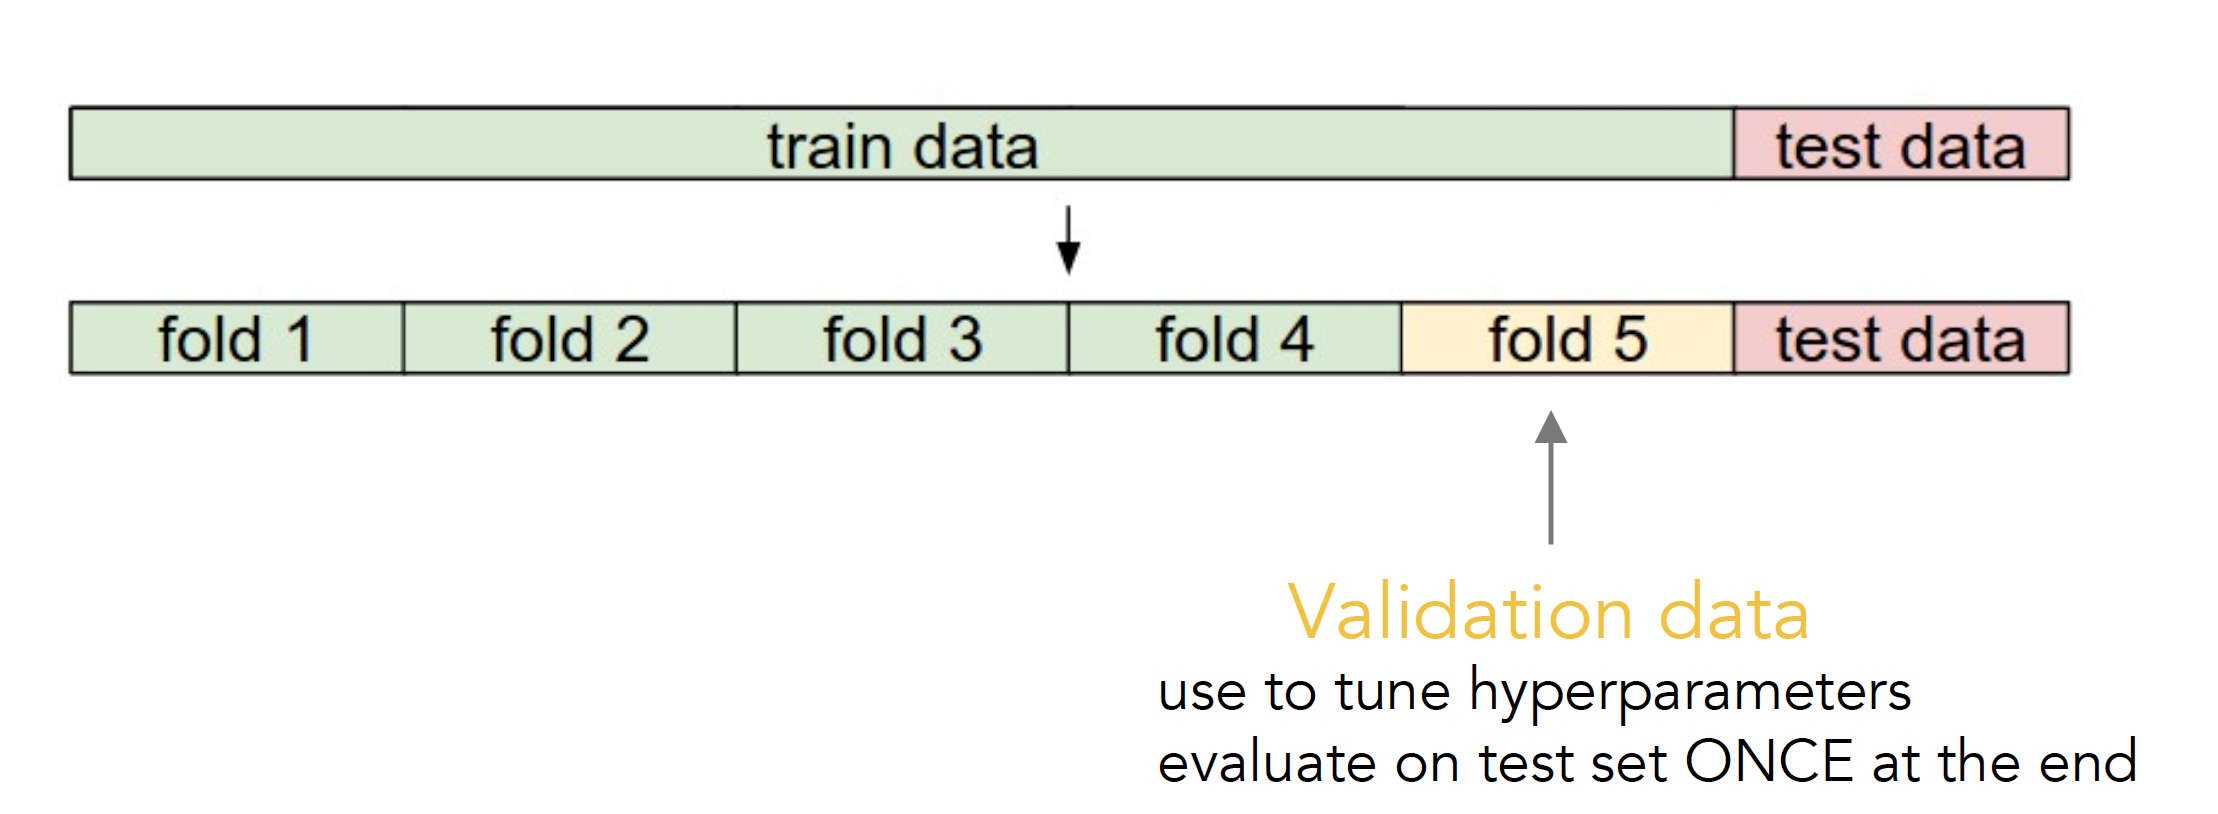 train data test data
fold 1 fold 2 fold 3 fold 4 fold 5 test data
Validation data
use to tune hyperparameters
evaluate on test set ONCE at the end